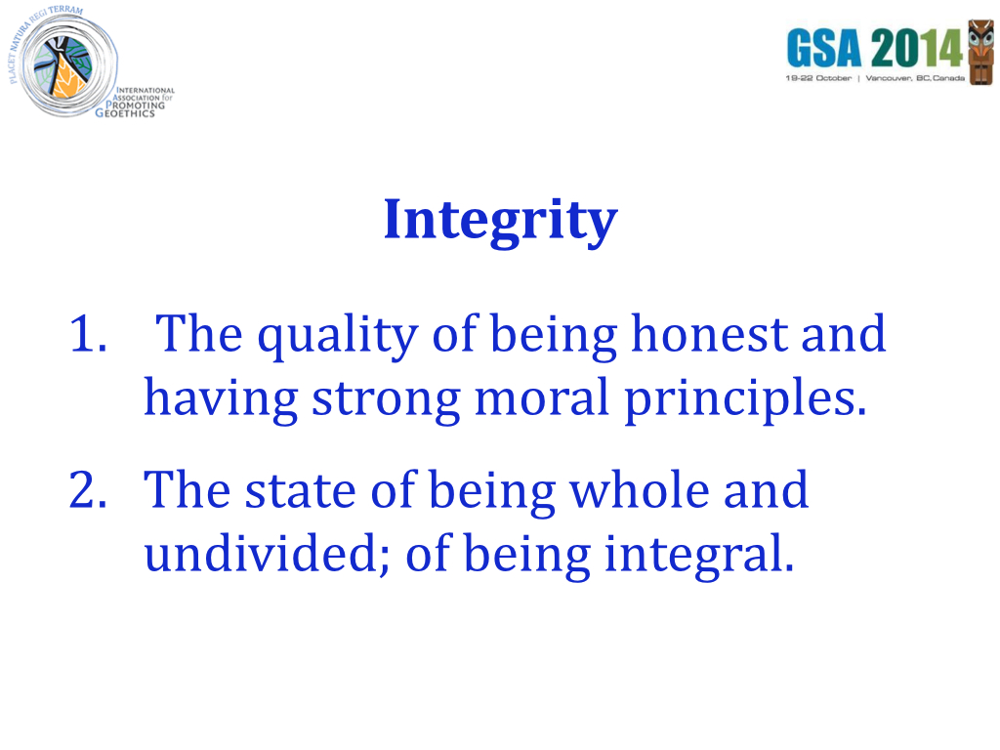 PLACET NATURA REGI TERRAM
INTERNATIONAL
ASSOCIATION for
PROMOTING
GEOETHICS
GSA 2014
19-22 October | Vancouver, BC, Canada
Integrity
1. The quality of being honest and
having strong moral principles.
2. The state of being whole and
undivided; of being integral.